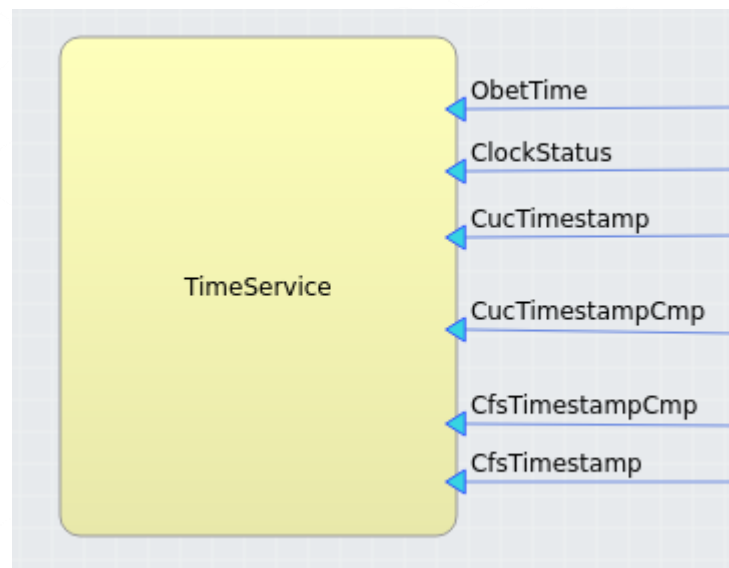 ObetTime
ClockStatus
CucTimestamp
TimeService
CucTimestampCmp
CfsTimestampCmp
CfsTimestamp